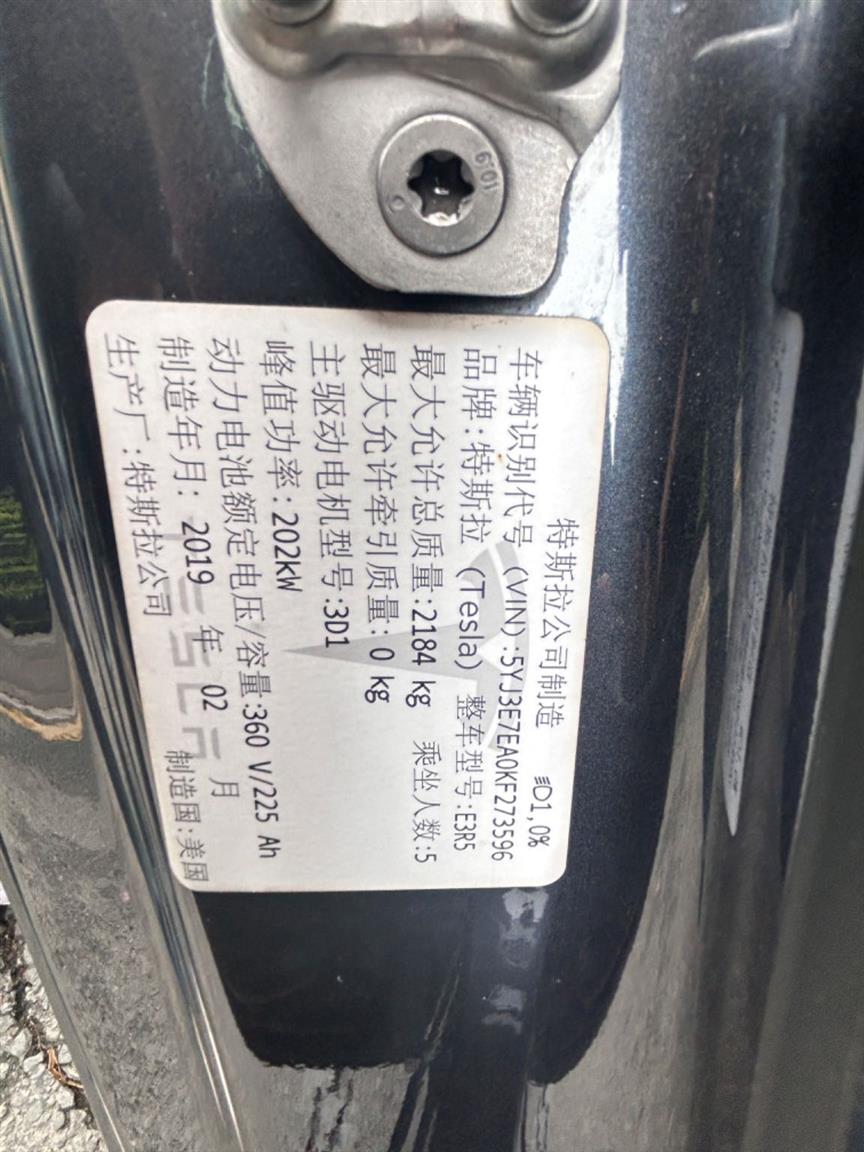 10.9
特斯拉公司制造 D1,0%
车辆识别代号 (VIN):5YJ3E7EA0KF273596
品牌:特斯拉 (Tesla) 整车型号:E3R5
最大允许总质量:2184 kg 乘坐人数:5
最大允许牵引质量: 0 kg
主驱动电机型号:3D1
峰值功率: 202kW
动力电池额定电压/容量:360 V/225 Ah
制造年月: 2019 年 02 月
生产厂:特斯拉公司 制造国:美国
TESLA